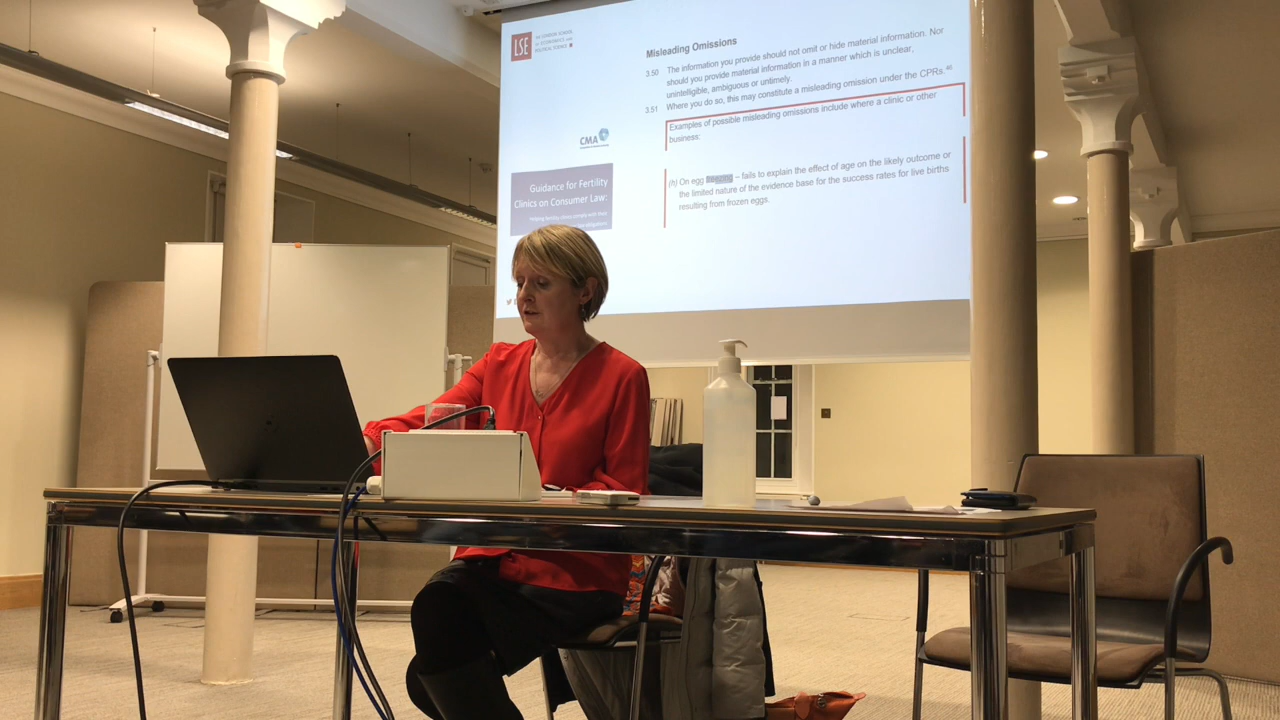 LSE
THE LONDON SCHOOL
OF ECONOMICS AND
POLITICAL SCIENCE
Misleading Omissions
3.50 The information you provide should not omit or hide material information. Nor
should you provide material information in a manner which is unclear,
unintelligible, ambiguous or untimely.
3.51 Where you do so, this may constitute a misleading omission under the CPRs.46
Examples of possible misleading omissions include where a clinic or other
business:
(h) On egg freezing – fails to explain the effect of age on the likely outcome or
the limited nature of the evidence base for the success rates for live births
resulting from frozen eggs.
CMA
Guidance for Fertility
Clinics on Consumer Law: